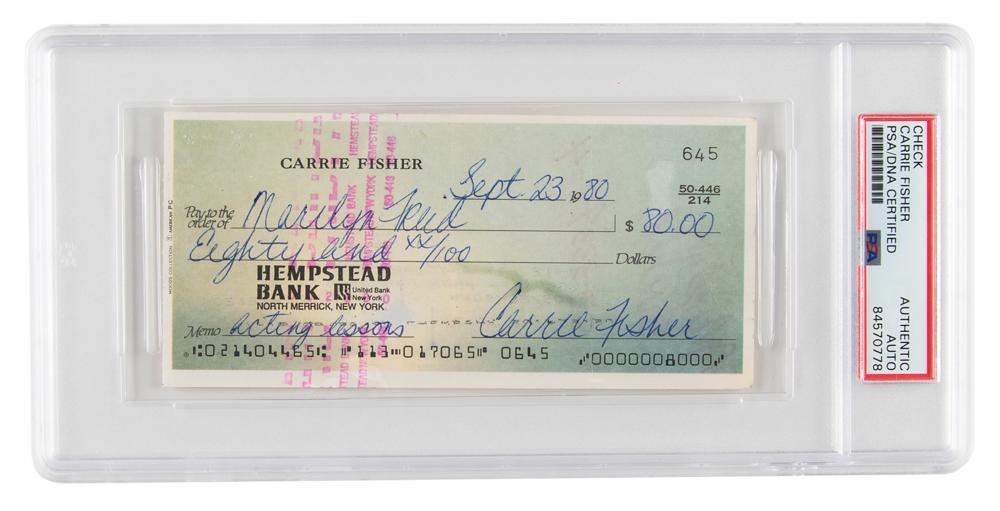 CARRIE FISHER
645
Sept. 23 1980
50-446
214
Pay to the order of Marilyn Reed $ 80.00
Eighty and xx/100 Dollars
HEMPSTEAD
BANK United Bank New York
NORTH MERRICK, NEW YORK
Memo acting lessons Carrie Fisher
021404465 113 017065 0645 0000008000
CHECK
CARRIE FISHER
PSA/DNA CERTIFIED
PSA
AUTHENTIC
AUTO
84570778